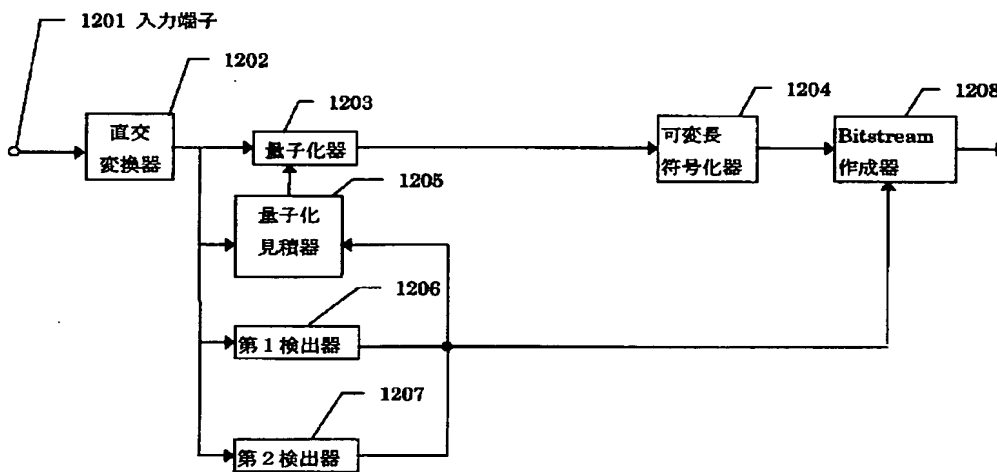 1201 入力端子
1202
1203
1204
1208
直交
変換器
量子化器
可変長
符号化器
Bitstream
作成器
1205
量子化
見積器
1206
第1検出器
1207
第2検出器